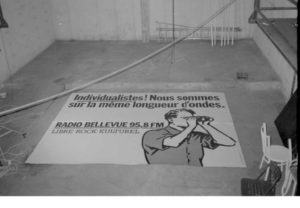 Individualistes! Nous sommes
sur la même longueur d'ondes.
RADIO BELLEVUE 95,8 FM
LIBRE ROCK KULTUREL